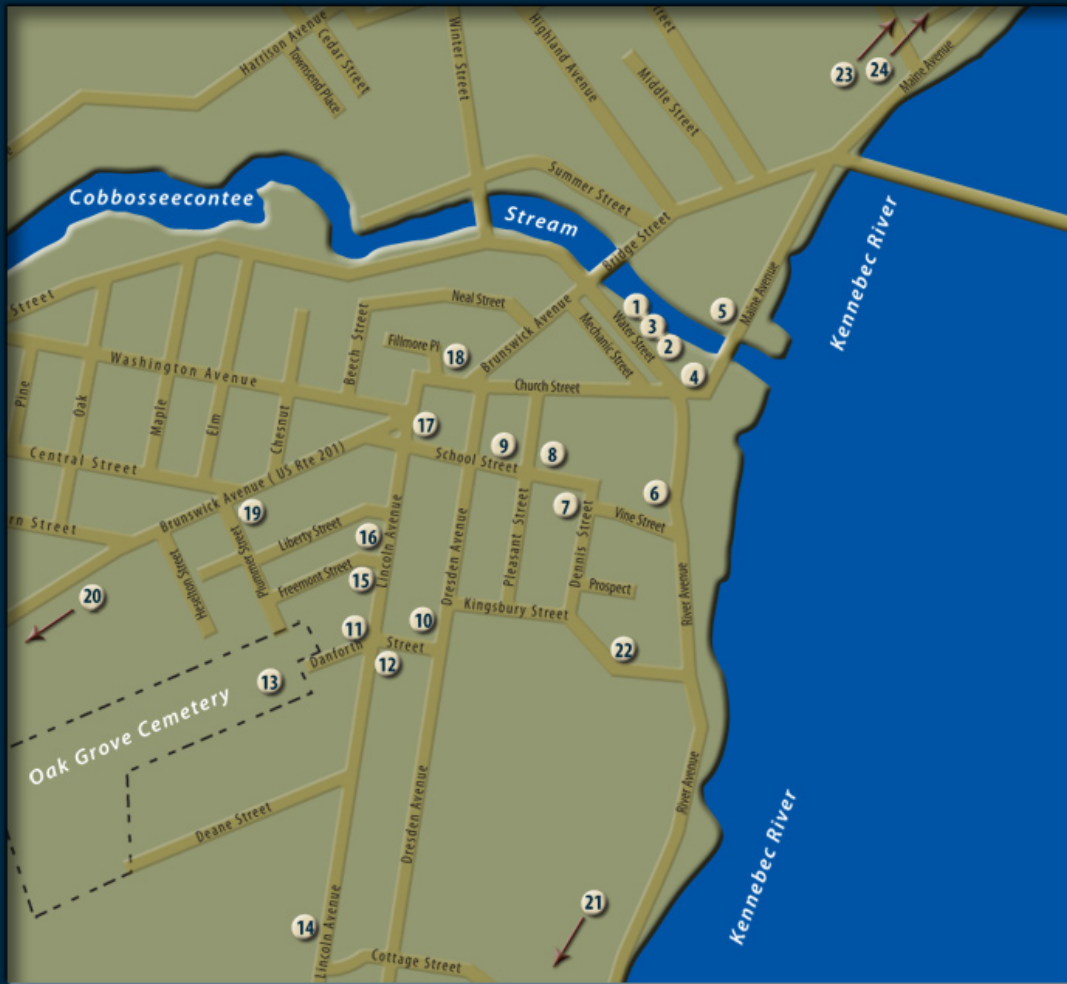 Harrison Avenue
Cedar Street
Townsend Place
Winter Street
Highland Avenue
Middle Street
reet
23
24
Maine Avenue
Cobbosseecontee
Stream
Summer Street
Bridge Street
Kennebec River
Street
Neal Street
Beech Street
Fillmore Pl
18
Brunswick Avenue
Mechanic Street
Water Street
1
3
2
4
5
Maine Avenue
Washington Avenue
Church Street
Pine
Oak
Maple
Elm
Chesnut
17
9
8
School Street
Central Street
Brunswick Avenue ( US Rte 201)
7
6
Vine Street
rn Street
19
Liberty Street
16
Lincoln Avenue
Dresden Avenue
Pleasant Street
Dennis Street
Heselton Street
Plummer Street
Freemont Street
15
Prospect
River Avenue
20
Kingsbury Street
11
10
Danforth Street
12
22
13
Oak Grove Cemetery
Deane Street
Dresden Avenue
River Avenue
Kennebec River
14
Lincoln Avenue
21
Cottage Street